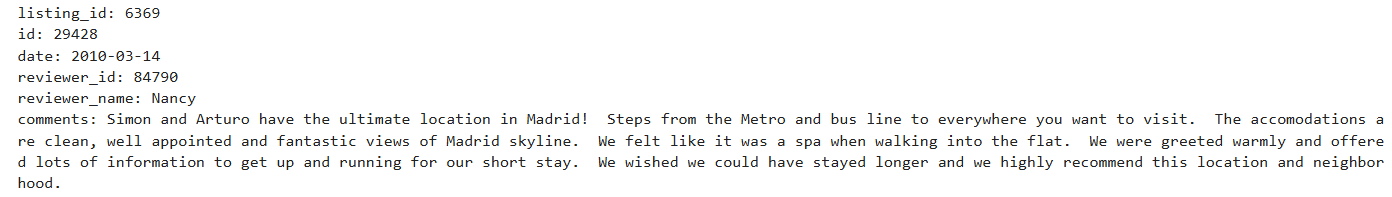 listing_id: 6369
id: 29428
date: 2010-03-14
reviewer_id: 84790
reviewer_name: Nancy
comments: Simon and Arturo have the ultimate location in Madrid!  Steps from the Metro and bus line to everywhere you want to visit.  The accomodations a
re clean, well appointed and fantastic views of Madrid skyline.  We felt like it was a spa when walking into the flat.  We were greeted warmly and offere
d lots of information to get up and running for our short stay.  We wished we could have stayed longer and we highly recommend this location and neighbor
hood.